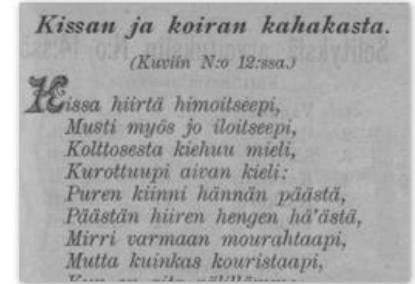 Kissan ja koiran kahakasta.
(Kuviin N:o 12:ssa.)
Kissa hiirtä himoitseepi,
Musti myös jo iloitseepi,
Kolttosesta kiehuu mieli,
Kurottuupi aivan kieli:
Puren kiinni hännän päästä,
Päästän hiiren hengen hä'ästä,
Mirri varmaan mourahtaapi,
Mutta kuinkas kouristaapi,